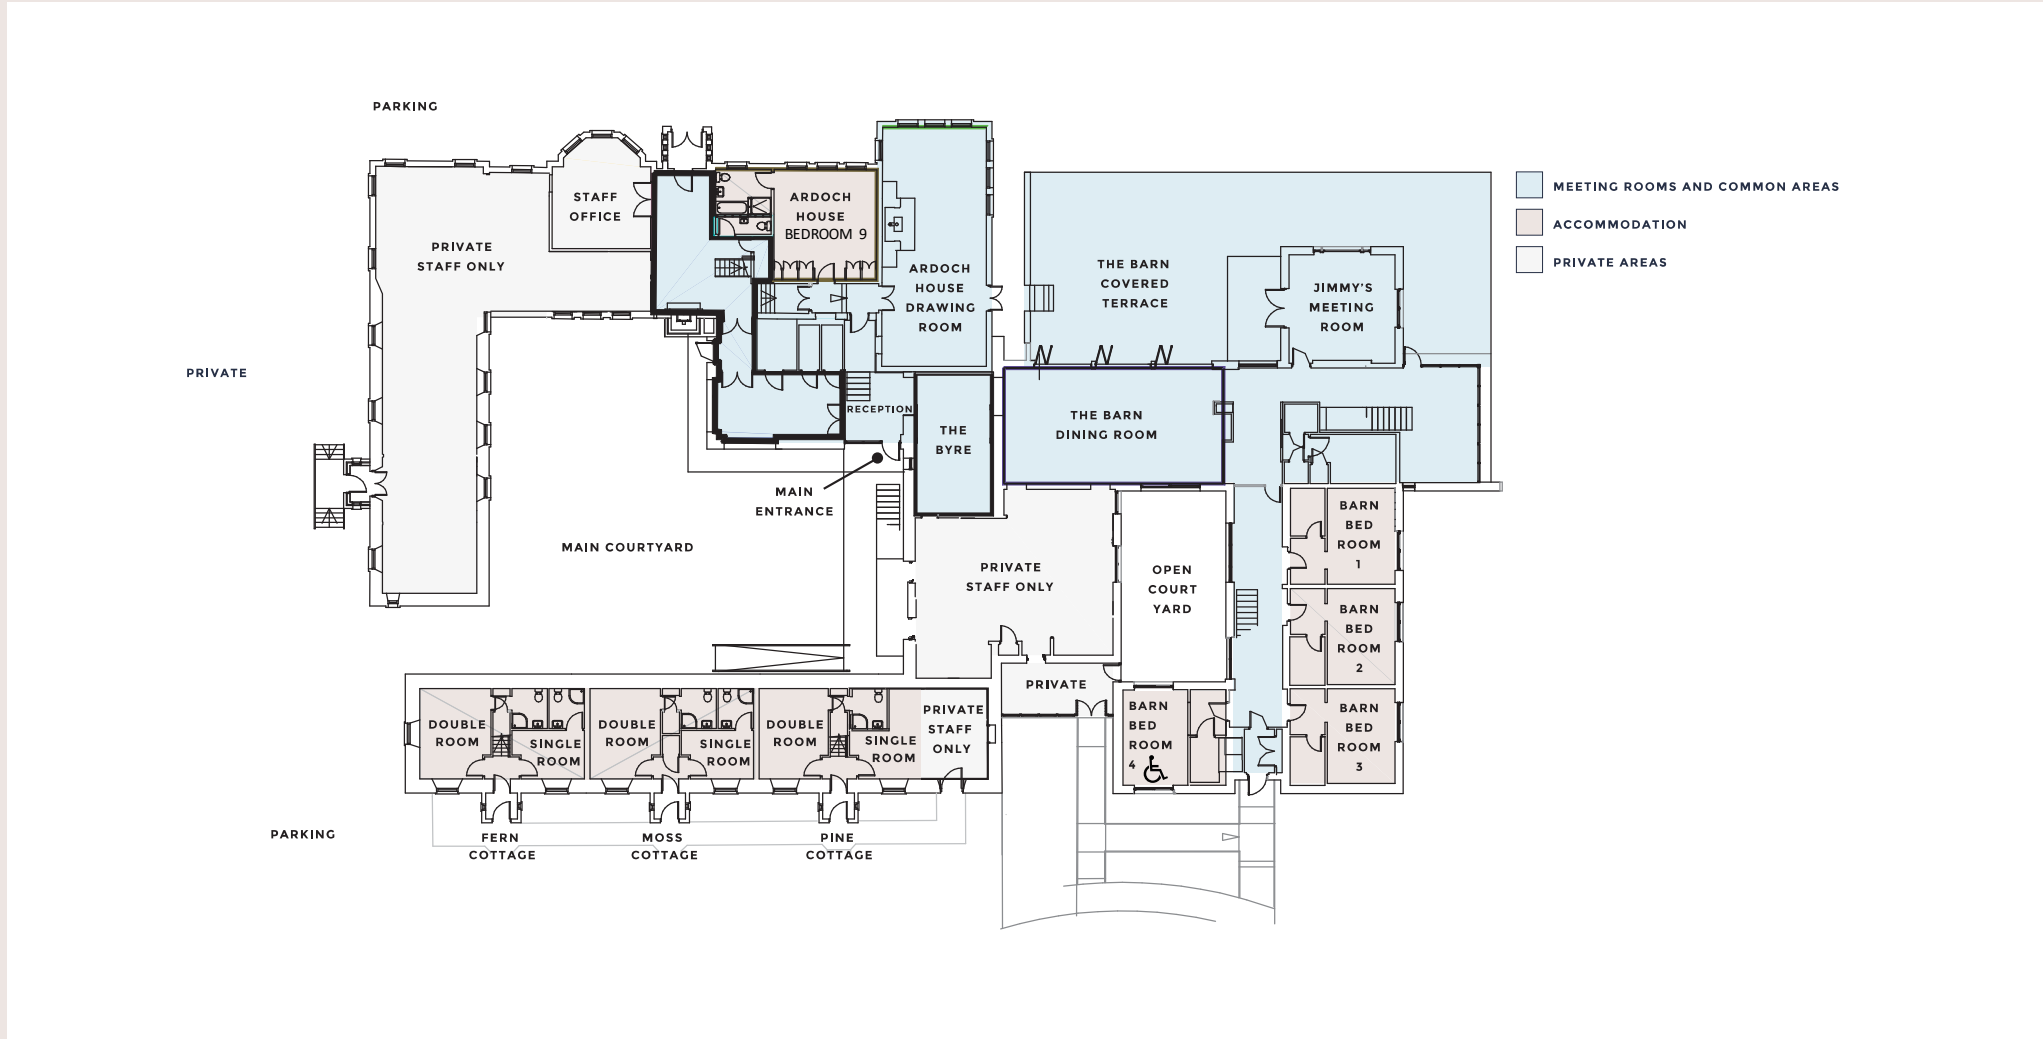 PARKING
STAFF
OFFICE
PRIVATE
STAFF ONLY
ARDOCH
HOUSE
BEDROOM 9
ARDOCH
HOUSE
DRAWING
ROOM
THE BARN
COVERED
TERRACE
JIMMY'S
MEETING
ROOM
MEETING ROOMS AND COMMON AREAS
ACCOMMODATION
PRIVATE AREAS
PRIVATE
RECEPTION
THE
BYRE
THE BARN
DINING ROOM
MAIN
ENTRANCE
MAIN COURTYARD
PRIVATE
STAFF ONLY
OPEN
COURT
YARD
BARN
BED
ROOM
1
BARN
BED
ROOM
2
BARN
BED
ROOM
3
PRIVATE
BARN
BED
ROOM
4
DOUBLE
ROOM
SINGLE
ROOM
DOUBLE
ROOM
SINGLE
ROOM
DOUBLE
ROOM
SINGLE
ROOM
PRIVATE
STAFF
ONLY
PARKING
FERN
COTTAGE
MOSS
COTTAGE
PINE
COTTAGE